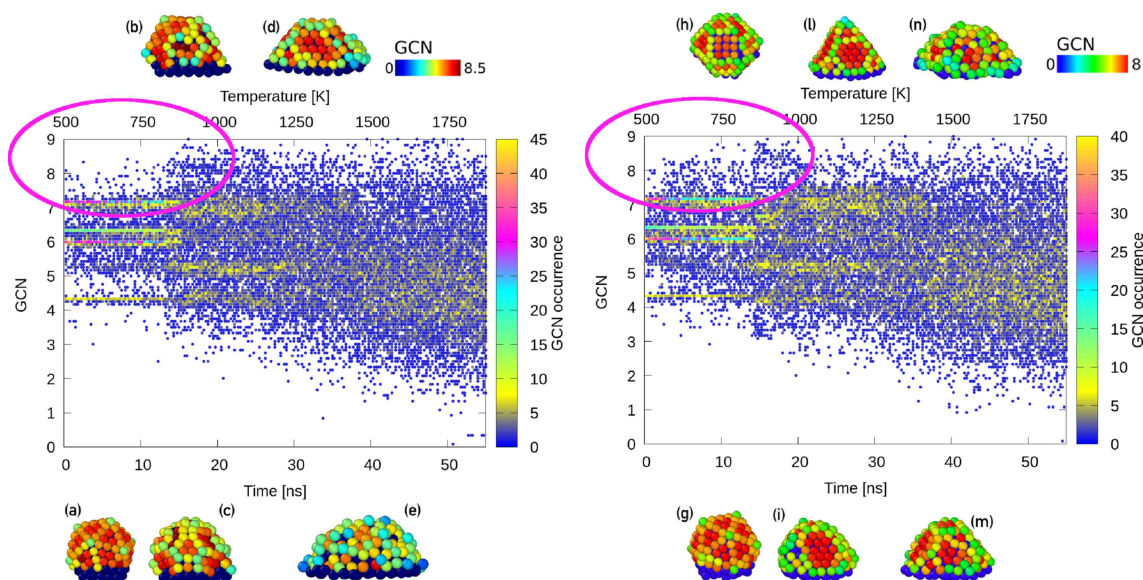 (b)
(d)
GCN
0
8.5
Temperature [K]
500 750 1000 1250 1500 1750
9
8
7
6
5
4
3
2
1
0
GCN
0 10 20 30 40 50
Time [ns]
45
40
35
30
25
20
15
10
5
0
GCN occurrence
(a)
(c)
(e)
(h)
(l)
(n)
GCN
0
8
Temperature [K]
500 750 1000 1250 1500 1750
9
8
7
6
5
4
3
2
1
0
GCN
0 10 20 30 40 50
Time [ns]
40
35
30
25
20
15
10
5
0
GCN occurrence
(g)
(i)
(m)